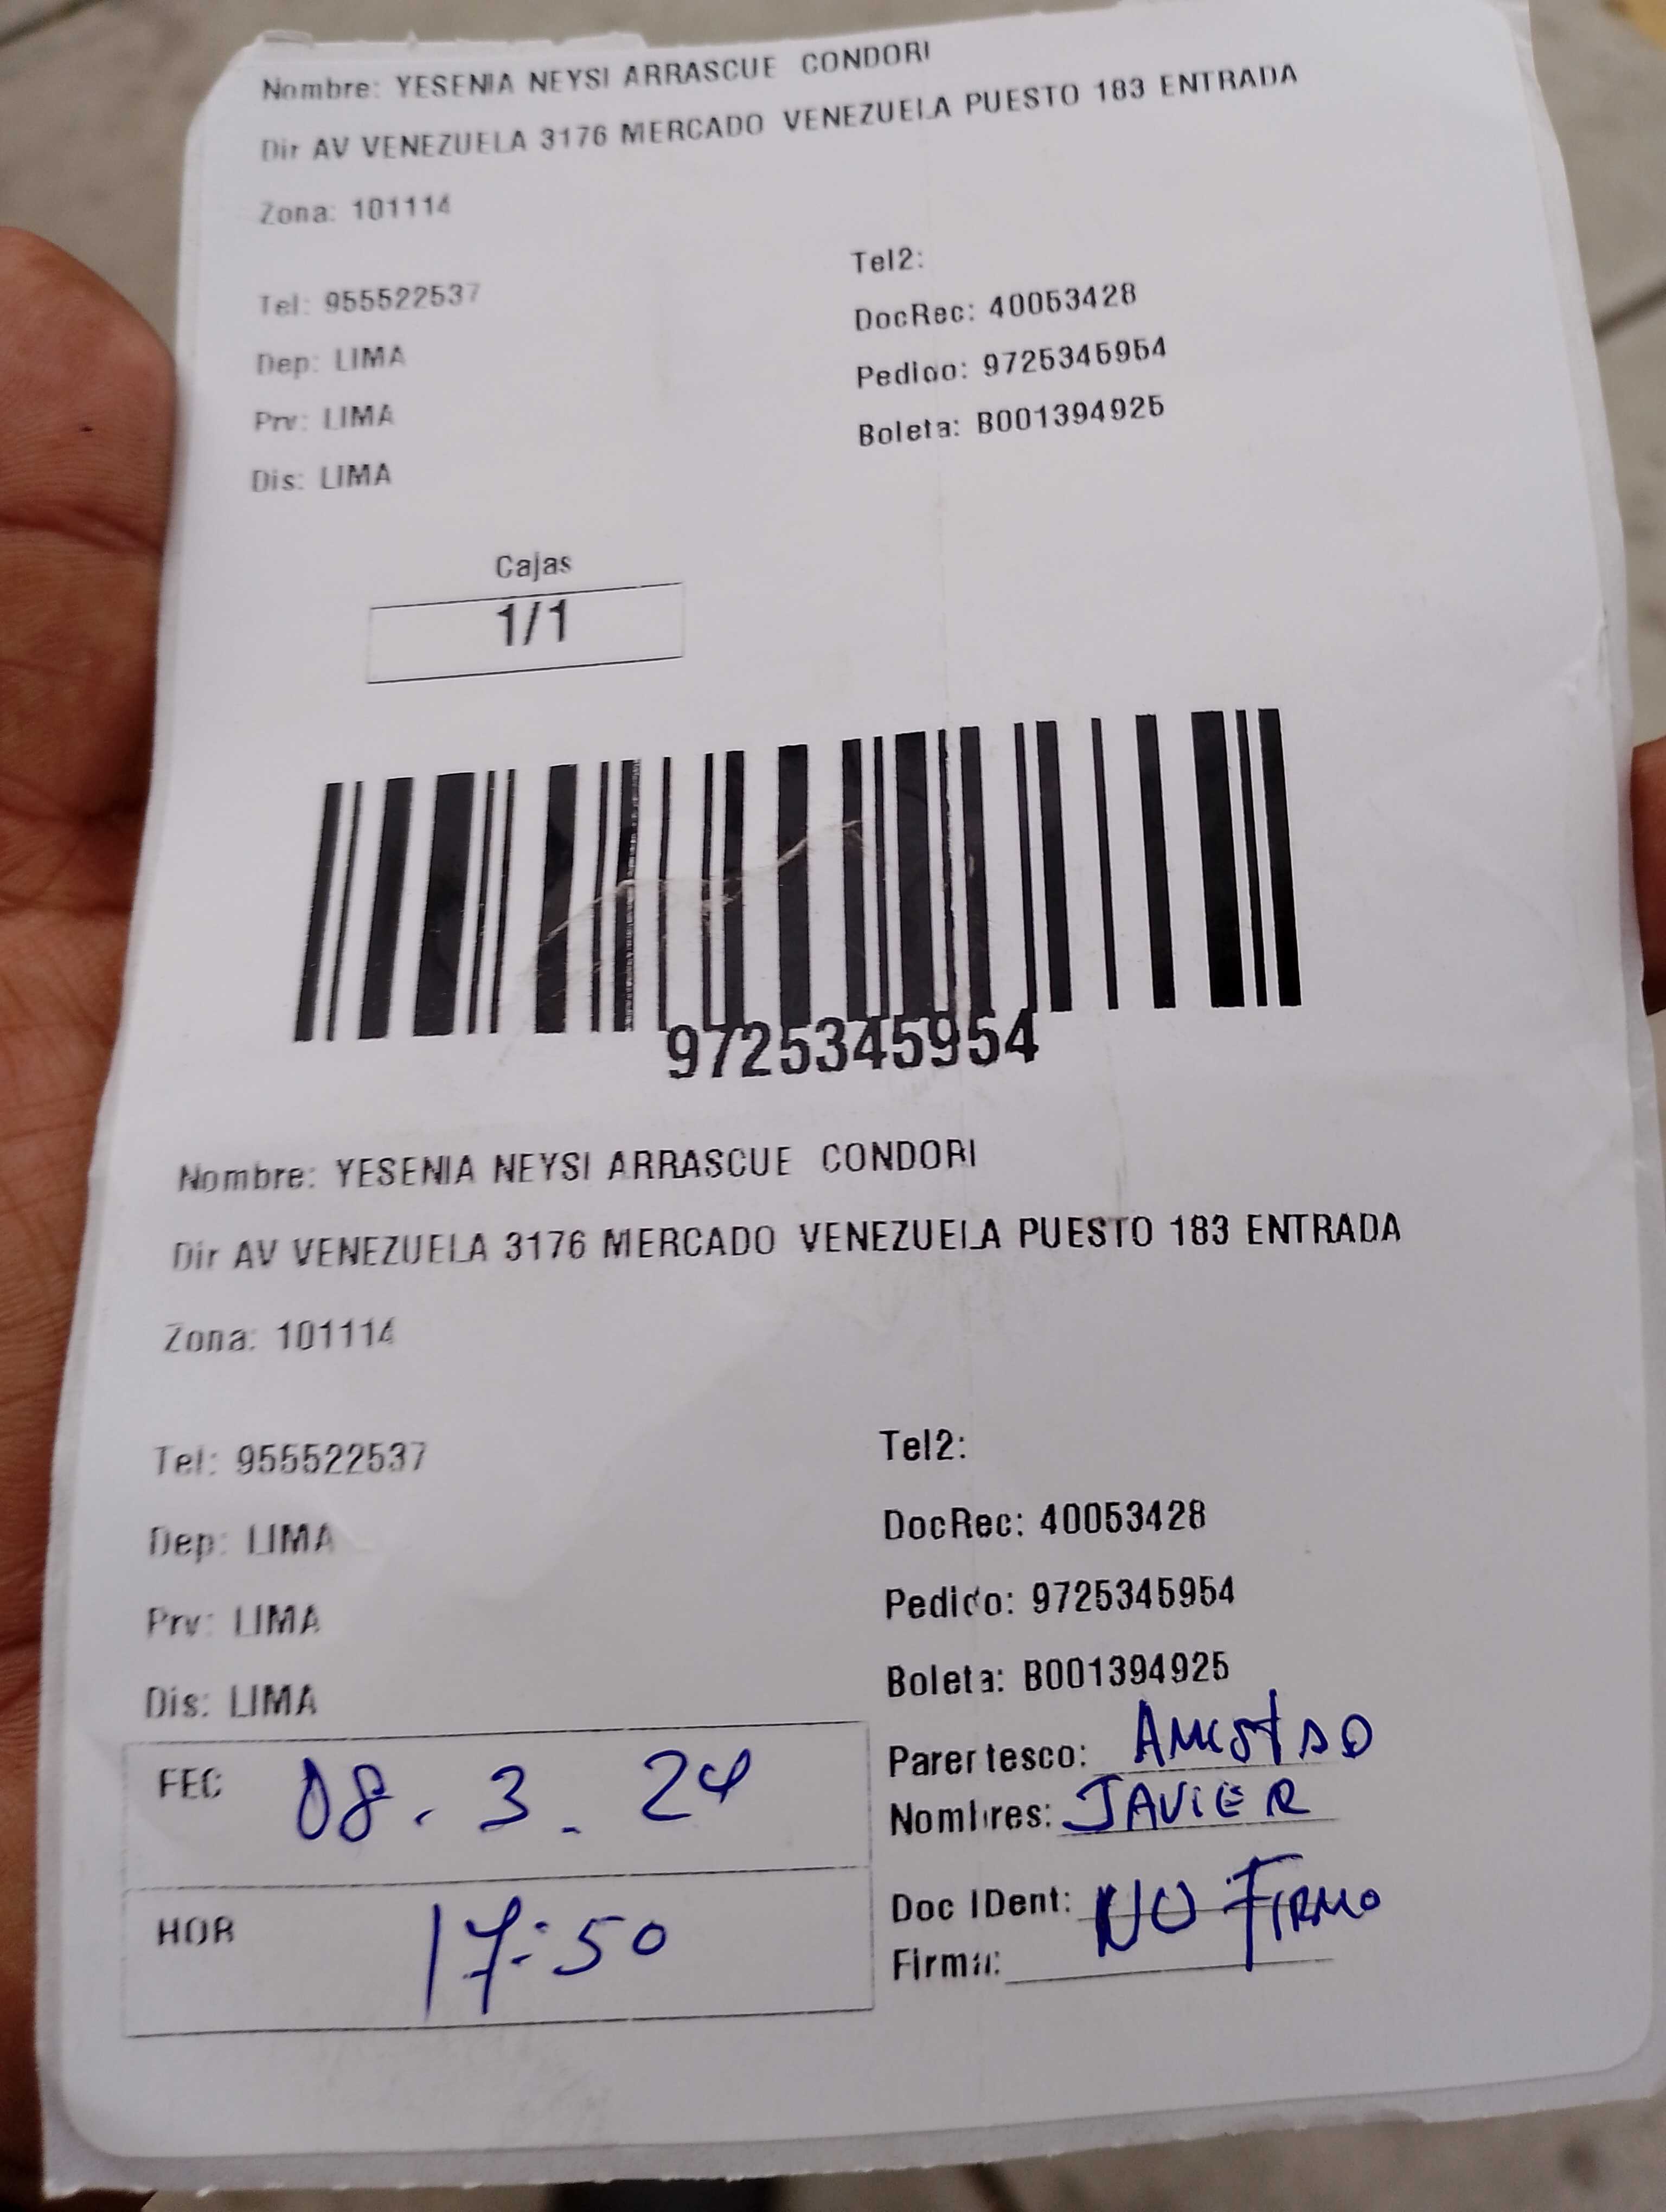 Nombre: YESENIA NEYSI ARRASCUE CONDORI
Dir AV VENEZUELA 3176 MERCADO VENEZUELA PUESTO 183 ENTRADA
Zona: 101114
Tel: 955522537
Tel2:
DocRec: 40053428
Dep: LIMA
Pedido: 9725345954
Prv: LIMA
Boleta: B001394925
Dis: LIMA
Cajas
1/1
9725345954
Nombre: YESENIA NEYSI ARRASCUE CONDORI
Dir AV VENEZUELA 3176 MERCADO VENEZUELA PUESTO 183 ENTRADA
Zona: 101114
Tel: 955522537
Tel2:
DocRec: 40053428
Dep: LIMA
Pedido: 9725345954
Prv: LIMA
Boleta: B001394925
Dis: LIMA
FEC 08. 3. 24
Parentesco: AMISTAD
Nombres: JAVIER
HOR 17:50
Doc IDent: NO FIRMO
Firma: